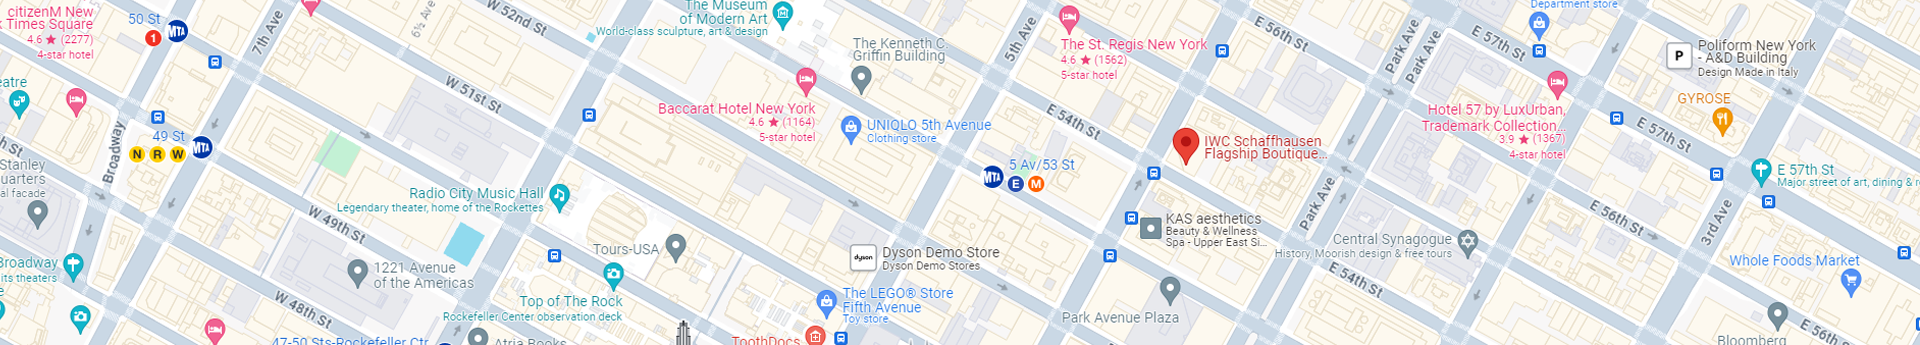 citizenM New
Times Square
4.6 ★ (2277)
4-star hotel
50 St
MTA
1
7th Ave
6½ Ave
W 52nd St
The Museum
of Modern Art
World-class sculpture, art & design
The Kenneth C.
Griffin Building
5th Ave
The St. Regis New York
4.6 ★ (1562)
5-star hotel
E 56th St
Park Ave
Park Ave
E 57th St
Department store
P
Poliform New York
- A&D Building
Design Made in Italy
GYROSE
eatre
W 51st St
Baccarat Hotel New York
4.6 ★ (1164)
5-star hotel
UNIQLO 5th Avenue
Clothing store
E 54th St
IWC Schaffhausen
Flagship Boutique...
Hotel 57 by LuxUrban,
Trademark Collection...
3.9 ★ (1367)
4-star hotel
E 57th St
49 St
MTA
N R W
Broadway
Stanley
uarters
al facade
Radio City Music Hall
Legendary theater, home of the Rockettes
MTA
5 Av/53 St
E M
Park Ave
E 57th St
Major street of art, dining &
E 56th St
3rd Ave
W 49th St
Tours-USA
dyson
Dyson Demo Store
Dyson Demo Stores
KAS aesthetics
Beauty & Wellness
Spa - Upper East Si...
Central Synagogue
History, Moorish design & free tours
Broadway
its theaters
1221 Avenue
of the Americas
W 48th St
Top of The Rock
Rockefeller Center observation deck
The LEGO® Store
Fifth Avenue
Toy store
Park Avenue Plaza
E 54th St
Whole Foods Market
47-50 Sts-Rockefeller Ctr
Atria Books
ToothDocs
Bloomberg
E 56th St